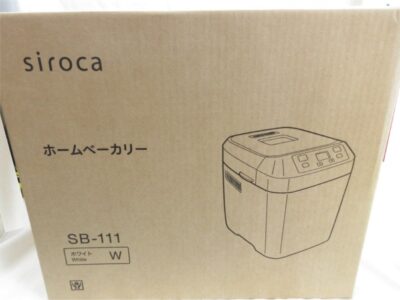 siroca
ホームベーカリー
SB-111
ホワイト
White
W